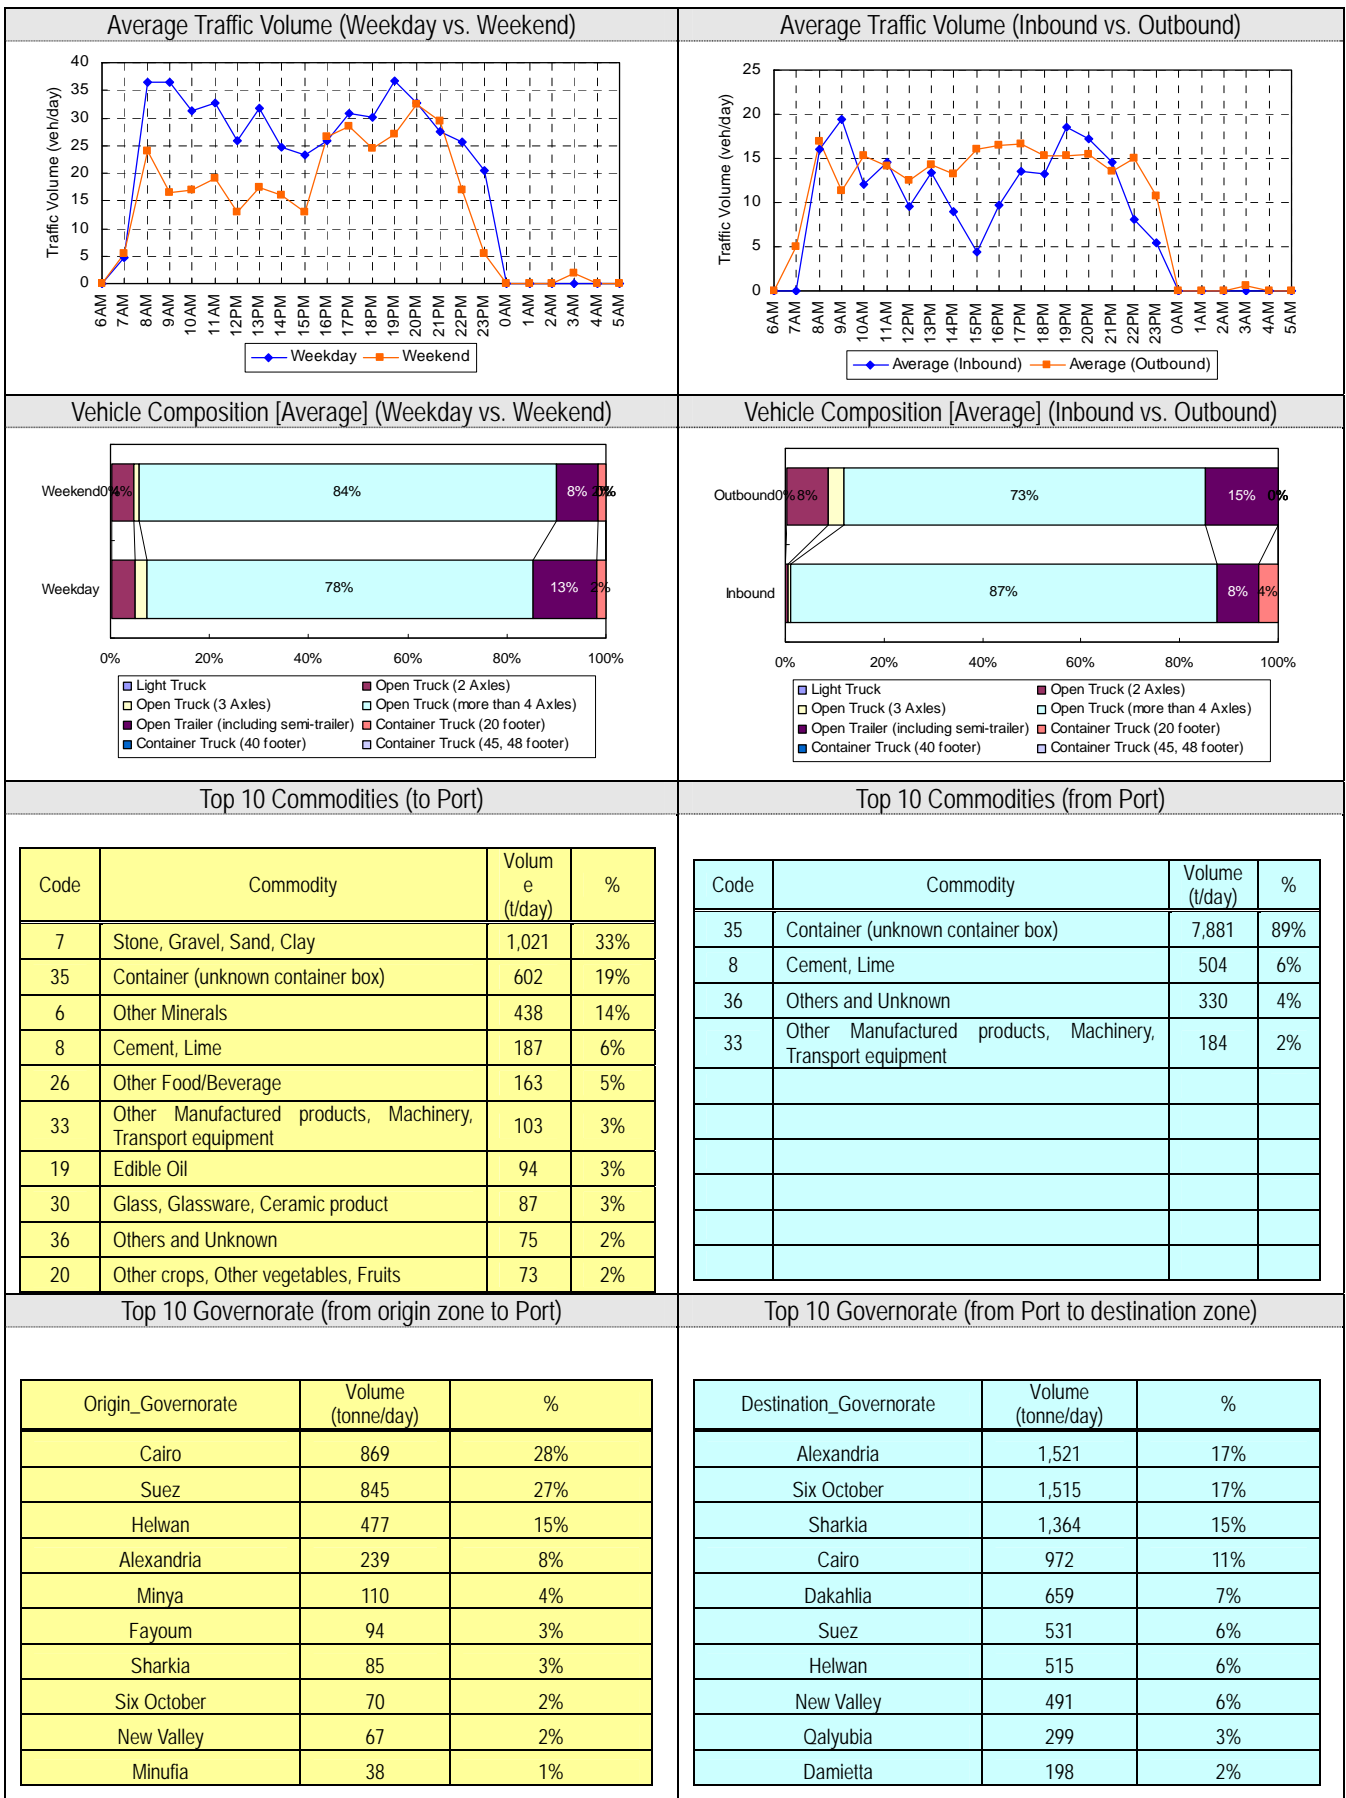 Average Traffic Volume (Weekday vs. Weekend)
Traffic Volume (veh/day)
40
35
30
25
20
15
10
5
0
6AM
7AM
8AM
9AM
10AM
11AM
12PM
13PM
14PM
15PM
16PM
17PM
18PM
19PM
20PM
21PM
22PM
23PM
0AM
1AM
2AM
3AM
4AM
5AM
Weekday
Weekend
Average Traffic Volume (Inbound vs. Outbound)
Traffic Volume (veh/day)
25
20
15
10
5
0
6AM
7AM
8AM
9AM
10AM
11AM
12PM
13PM
14PM
15PM
16PM
17PM
18PM
19PM
20PM
21PM
22PM
23PM
0AM
1AM
2AM
3AM
4AM
5AM
Average (Inbound)
Average (Outbound)
Vehicle Composition [Average] (Weekday vs. Weekend)
Weekend 0% 4% 84% 8% 2% 0%
Weekday 78% 13% 2%
0% 20% 40% 60% 80% 100%
Light Truck Open Truck (2 Axles)
Open Truck (3 Axles) Open Truck (more than 4 Axles)
Open Trailer (including semi-trailer) Container Truck (20 footer)
Container Truck (40 footer) Container Truck (45, 48 footer)
Vehicle Composition [Average] (Inbound vs. Outbound)
Outbound 0% 8% 73% 15% 0%
Inbound 87% 8% 4%
0% 20% 40% 60% 80% 100%
Light Truck Open Truck (2 Axles)
Open Truck (3 Axles) Open Truck (more than 4 Axles)
Open Trailer (including semi-trailer) Container Truck (20 footer)
Container Truck (40 footer) Container Truck (45, 48 footer)
Top 10 Commodities (to Port)
Code Commodity Volum
e
(t/day) %
7 Stone, Gravel, Sand, Clay 1,021 33%
35 Container (unknown container box) 602 19%
6 Other Minerals 438 14%
8 Cement, Lime 187 6%
26 Other Food/Beverage 163 5%
33 Other Manufactured products, Machinery,
Transport equipment 103 3%
19 Edible Oil 94 3%
30 Glass, Glassware, Ceramic product 87 3%
36 Others and Unknown 75 2%
20 Other crops, Other vegetables, Fruits 73 2%
Top 10 Commodities (from Port)
Code Commodity Volume
(t/day) %
35 Container (unknown container box) 7,881 89%
8 Cement, Lime 504 6%
36 Others and Unknown 330 4%
33 Other Manufactured products, Machinery,
Transport equipment 184 2%
Top 10 Governorate (from origin zone to Port)
Origin_Governorate Volume
(tonne/day) %
Cairo 869 28%
Suez 845 27%
Helwan 477 15%
Alexandria 239 8%
Minya 110 4%
Fayoum 94 3%
Sharkia 85 3%
Six October 70 2%
New Valley 67 2%
Minufia 38 1%
Top 10 Governorate (from Port to destination zone)
Destination_Governorate Volume
(tonne/day) %
Alexandria 1,521 17%
Six October 1,515 17%
Sharkia 1,364 15%
Cairo 972 11%
Dakahlia 659 7%
Suez 531 6%
Helwan 515 6%
New Valley 491 6%
Qalyubia 299 3%
Damietta 198 2%